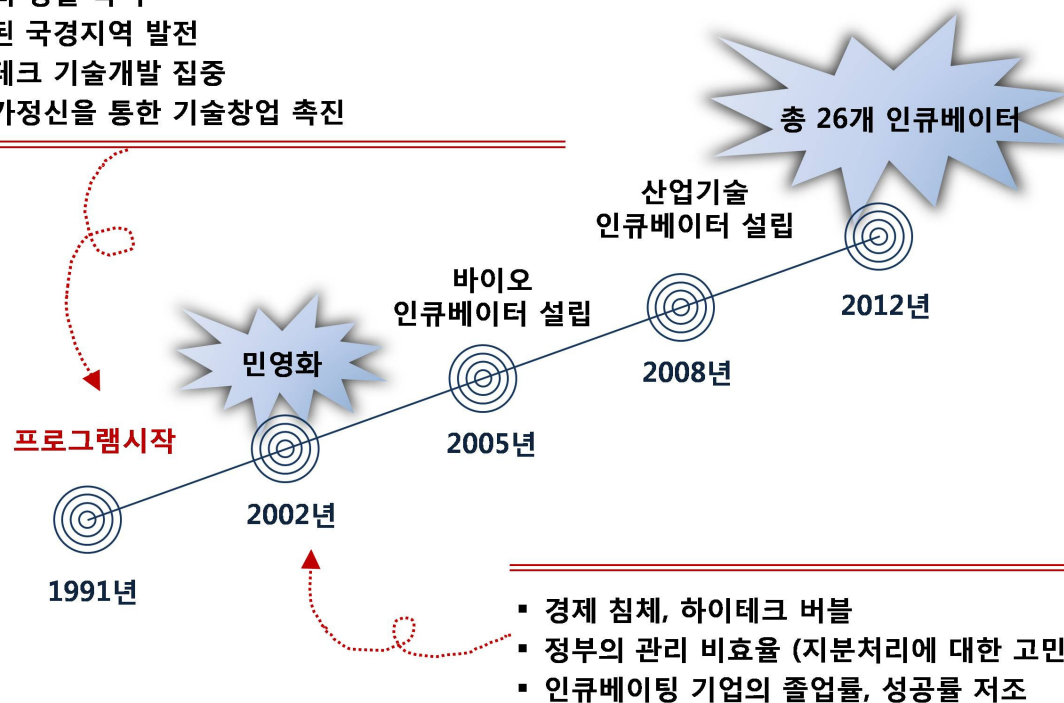 된 국경지역 발전
테크 기술개발 집중
가정신을 통한 기술창업 촉진
총 26개 인큐베이터
산업기술
인큐베이터 설립
바이오
인큐베이터 설립
2012년
민영화
2008년
프로그램시작
2005년
2002년
1991년
▪ 경제 침체, 하이테크 버블
▪ 정부의 관리 비효율 (지분처리에 대한 고민
▪ 인큐베이팅 기업의 졸업률, 성공률 저조